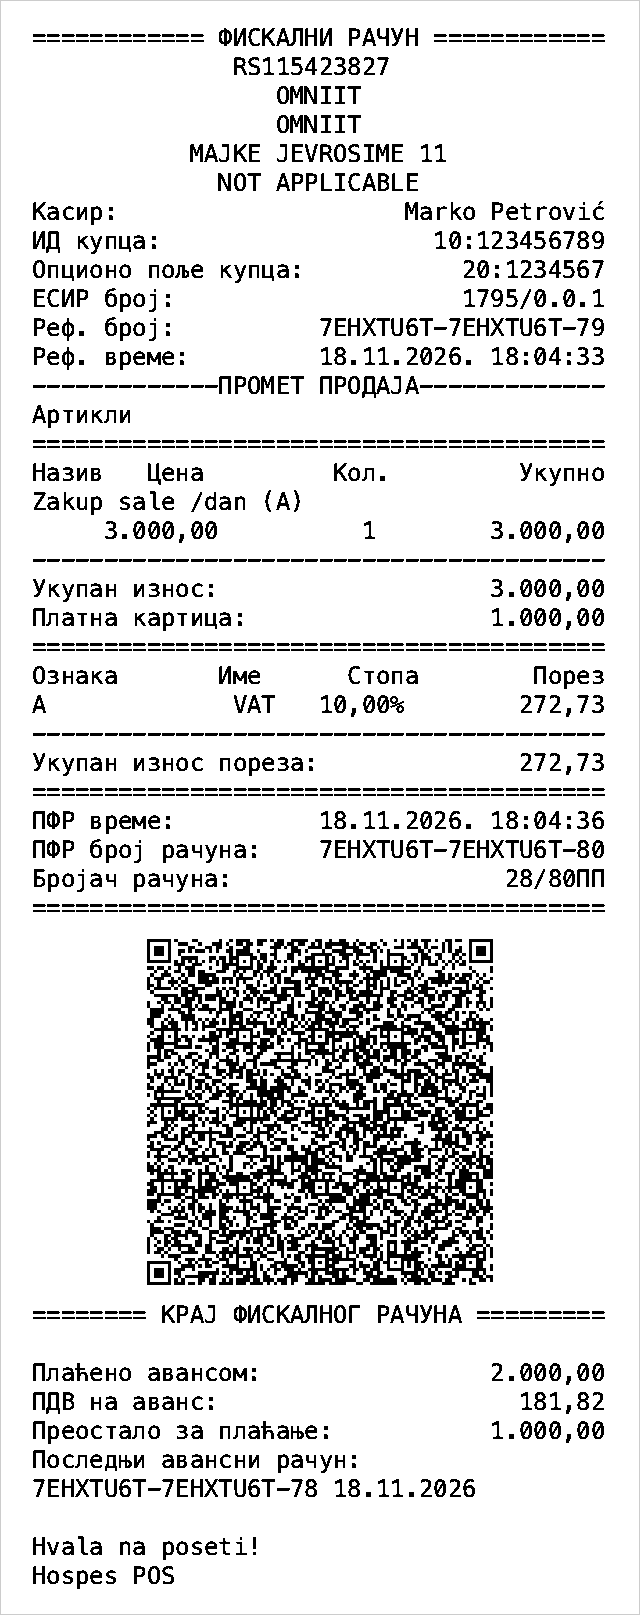 ============ ФИСКАЛНИ РАЧУН ============
RS115423827
OMNIIT
OMNIIT
МАЈКЕ JEVROSIME 11
NOT APPLICABLE
Касир: Marko Petrović
ИД купца: 10:123456789
Опционо поље купца: 20:1234567
ЕСИР број: 1795/0.0.1
Реф. број: 7EHXTU6T-7EHXTU6T-79
Реф. време: 18.11.2026. 18:04:33
-------------ПРОМЕТ ПРОДАЈА-------------
Артикли
========================================
Назив Цена Кол. Укупно
Zakup sale /dan (A)
3.000,00 1 3.000,00
----------------------------------------
Укупан износ: 3.000,00
Платна картица: 1.000,00
========================================
Ознака Име Стопа Порез
A VAT 10,00% 272,73
----------------------------------------
Укупан износ пореза: 272,73
========================================
ПФР време: 18.11.2026. 18:04:36
ПФР број рачуна: 7EHXTU6T-7EHXTU6T-80
Бројач рачуна: 28/80ПП
========================================
======== КРАЈ ФИСКАЛНОГ РАЧУНА =========
Плаћено авансом: 2.000,00
ПДВ на аванс: 181,82
Преостало за плаћање: 1.000,00
Последњи авансни рачун:
7EHXTU6T-7EHXTU6T-78 18.11.2026
Hvala na poseti!
Hospes POS